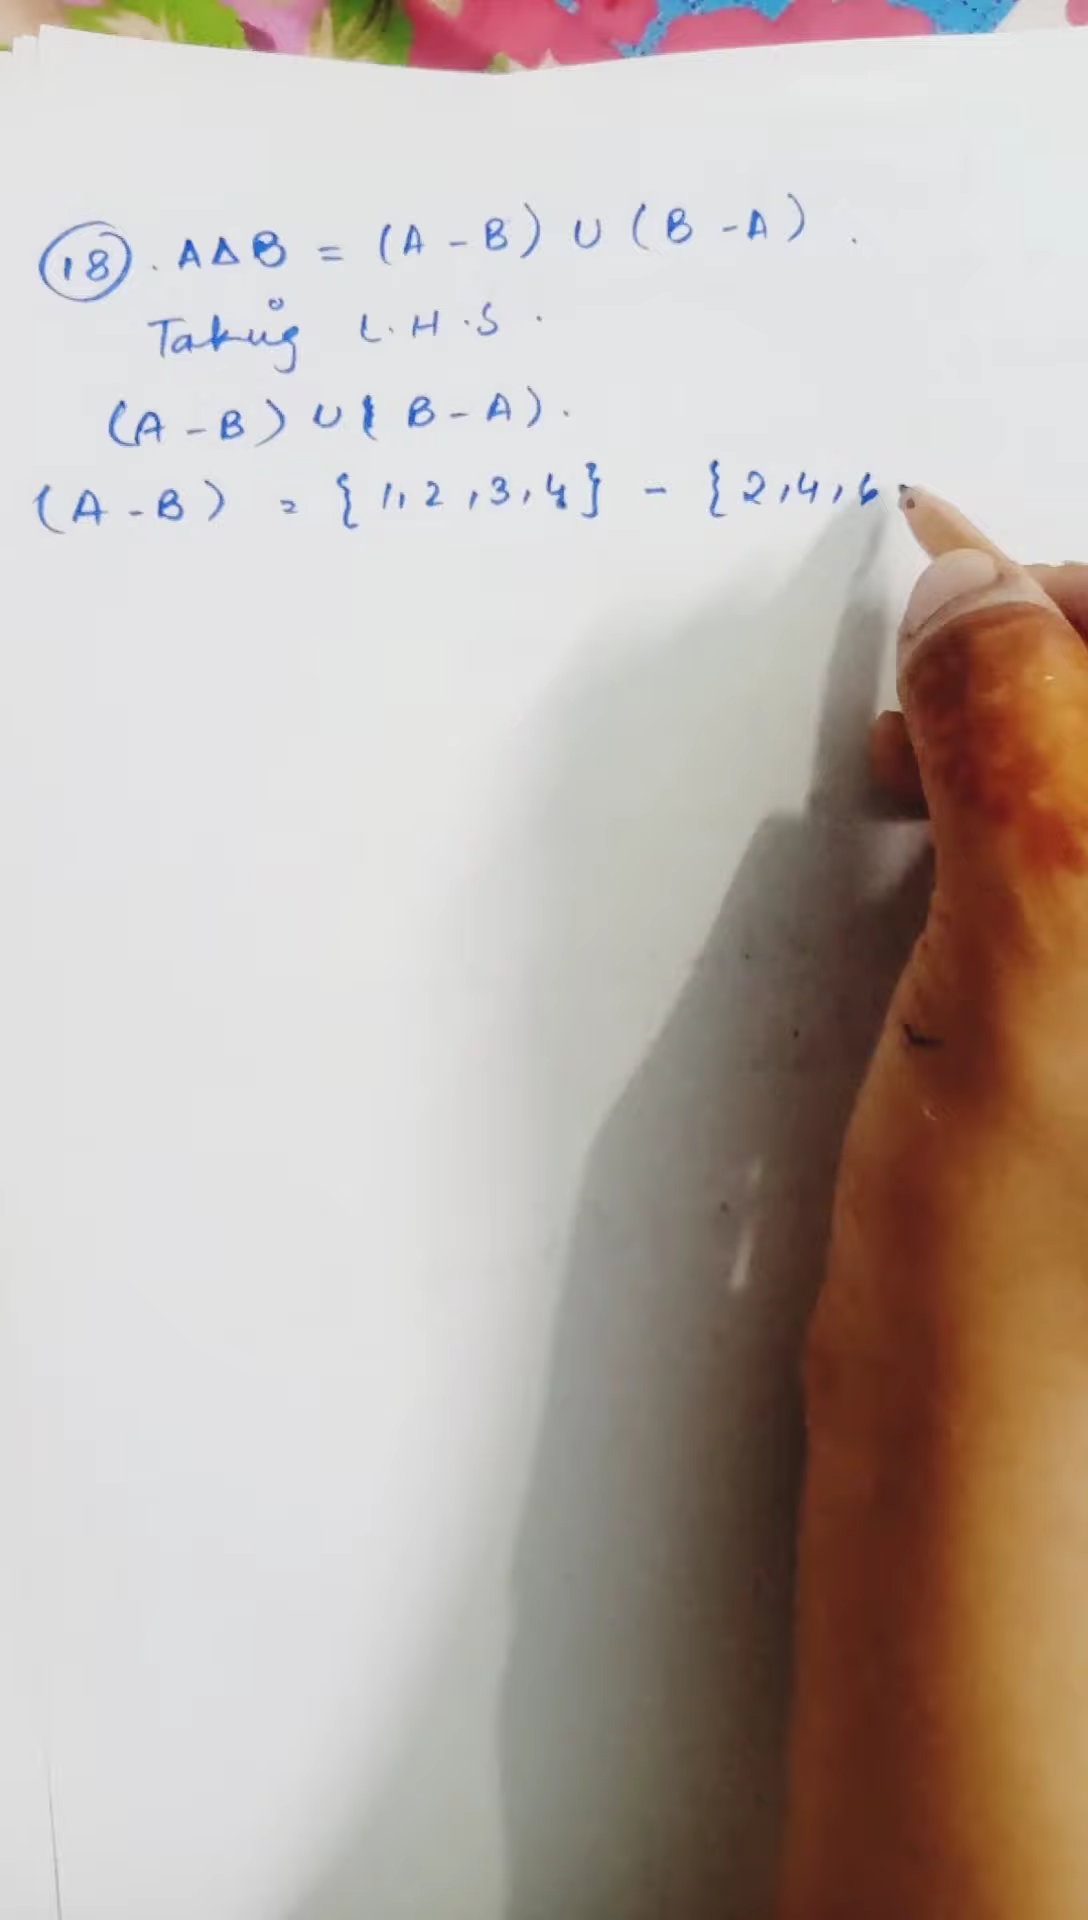 (18). A Δ B = (A - B) ∪ (B - A).
Taking L.H.S.
(A - B) ∪ ( B - A).
(A - B) = {1,2,3,4} - {2,4,6